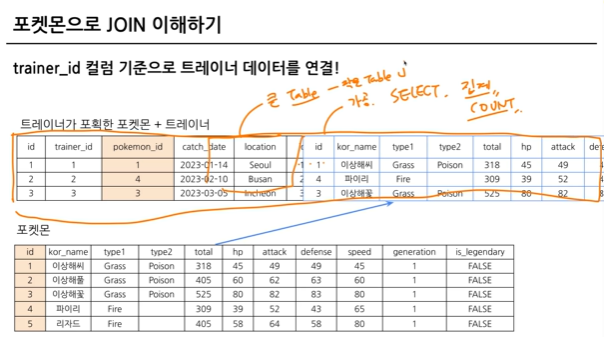 포켓몬으로 JOIN 이해하기
trainer_id 컬럼 기준으로 트레이너 데이터를 연결!
큰 Table - 작은 Table
가공. SELECT. 진짜,,
COUNT.
트레이너가 포획한 포켓몬 + 트레이너
id trainer_id pokemon_id catch_date location id kor_name type1 type2 total hp attack defe
1 1 1 2023-01-14 Seoul 1 이상해씨 Grass Poison 318 45 49 4
2 2 4 2023-02-10 Busan 2 4 파이리 Fire 309 39 52 4
3 3 3 2023-03-05 Incheon 3 3 이상해꽃 Grass Poison 525 80 82 8
포켓몬
id kor_name type1 type2 total hp attack defense speed generation is_legendary
1 이상해씨 Grass Poison 318 45 49 49 45 1 FALSE
2 이상해풀 Grass Poison 405 60 62 63 60 1 FALSE
3 이상해꽃 Grass Poison 525 80 82 83 80 1 FALSE
4 파이리 Fire 309 39 52 43 65 1 FALSE
5 리자드 Fire 405 58 64 58 80 1 FALSE